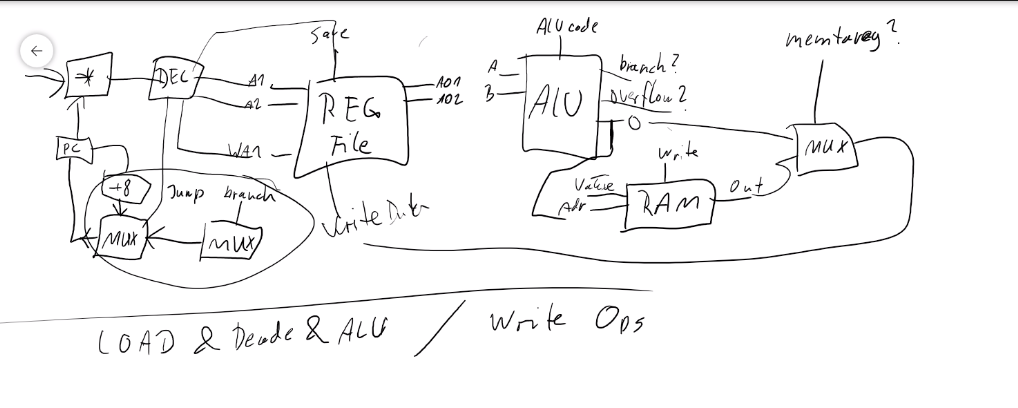 ALU code
memtoreg?
Safe
*
DEC
A1
A2
WA1
REG
File
AO1
AO2
A
B
ALU
branch?
overflow?
O
MUX
PC
+8
Jump branch
MUX
MUX
Write Data
Write
Value
Adr
RAM
Out
LOAD & Decode & ALU / Write Ops